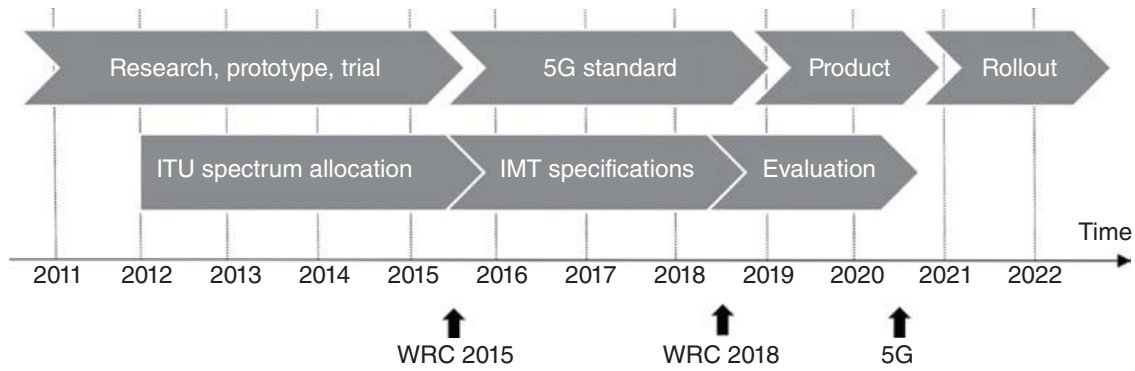 Research, prototype, trial
5G standard
Product
Rollout
ITU spectrum allocation
IMT specifications
Evaluation
Time
2011
2012
2013
2014
2015
2016
2017
2018
2019
2020
2021
2022
WRC 2015
WRC 2018
5G